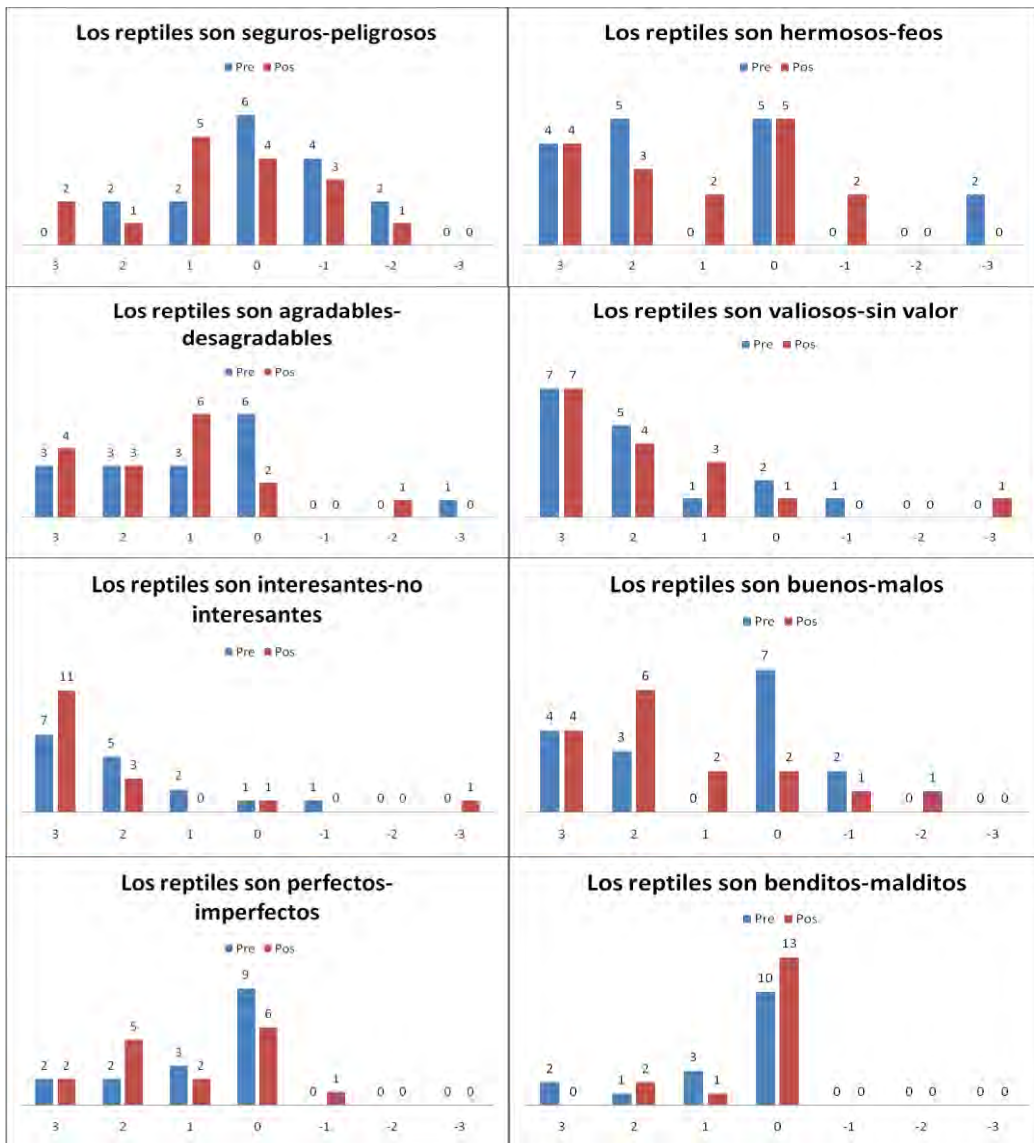 Los reptiles son seguros-peligrosos
Pre Pos
0 2 2 1 2 5 6 4 4 3 2 1 0 0
3 2 1 0 -1 -2 -3
Los reptiles son hermosos-feos
Pre Pos
4 4 5 3 0 2 5 5 0 2 0 0 2 0
3 2 1 0 -1 -2 -3
Los reptiles son agradables-
desagradables
Pre Pos
3 4 3 3 3 6 6 2 0 0 0 1 1 0
3 2 1 0 -1 -2 -3
Los reptiles son valiosos-sin valor
Pre Pos
7 7 5 4 1 3 2 1 1 0 0 0 0 1
3 2 1 0 -1 -2 -3
Los reptiles son interesantes-no
interesantes
Pre Pos
7 11 5 3 2 0 1 1 1 0 0 0 0 1
3 2 1 0 -1 -2 -3
Los reptiles son buenos-malos
Pre Pos
4 4 3 6 0 2 7 2 2 1 0 1 0 0
3 2 1 0 -1 -2 -3
Los reptiles son perfectos-
imperfectos
Pre Pos
2 2 2 5 3 2 9 6 0 1 0 0 0 0
3 2 1 0 -1 -2 -3
Los reptiles son benditos-malditos
Pre Pos
2 0 1 2 3 1 10 13 0 0 0 0 0 0
3 2 1 0 -1 -2 -3